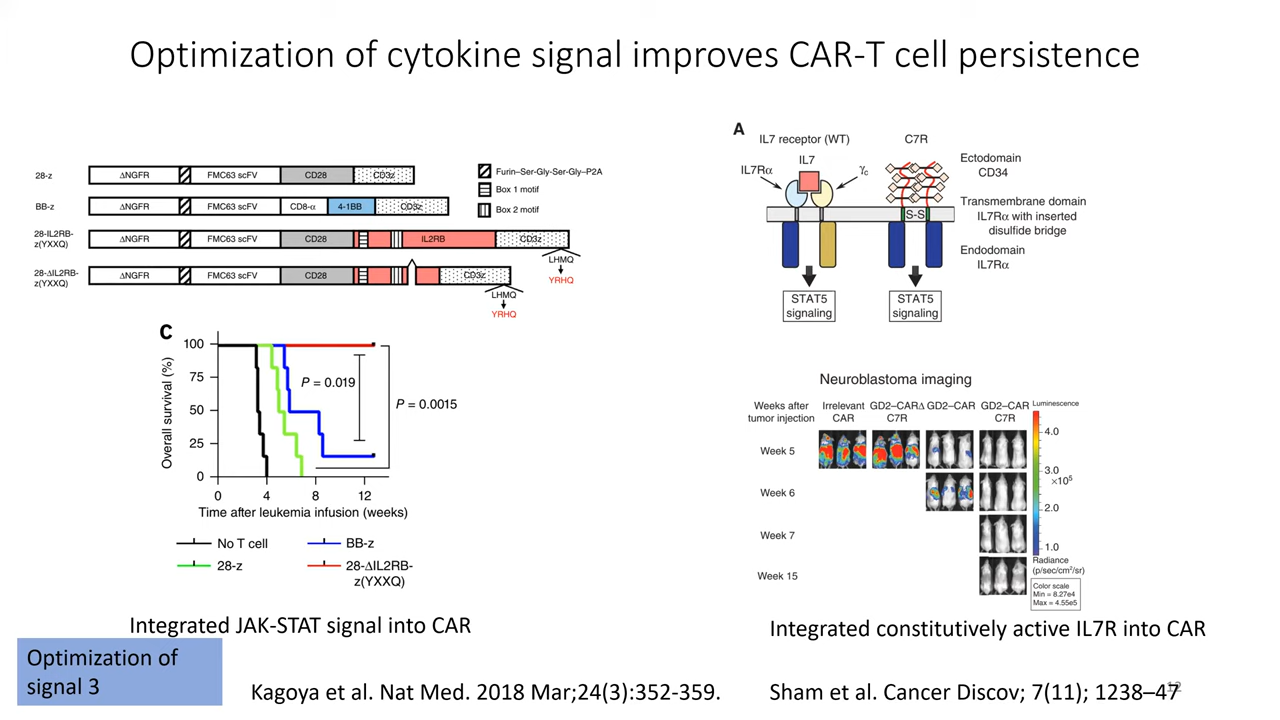 Optimization of cytokine signal improves CAR-T cell persistence
28-z
ΔNGFR
FMC63 scFV
CD28
CD3z
BB-z
ΔNGFR
FMC63 scFV
CD8-α
4-1BB
CD3z
28-IL2RB-
z(YXXQ)
ΔNGFR
FMC63 scFV
CD28
IL2RB
CD3z
LHMQ
YRHQ
28-ΔIL2RB-
z(YXXQ)
ΔNGFR
FMC63 scFV
CD28
CD3z
LHMQ
YRHQ
Furin–Ser-Gly-Ser-Gly–P2A
Box 1 motif
Box 2 motif
C
Overall survival (%)
100
75
50
25
0
P = 0.019
P = 0.0015
0 4 8 12
Time after leukemia infusion (weeks)
No T cell
BB-z
28-z
28-ΔIL2RB-
z(YXXQ)
Integrated JAK-STAT signal into CAR
A
IL7 receptor (WT)
C7R
IL7
IL7Rα
γc
S-S
Ectodomain
CD34
Transmembrane domain
IL7Rα with inserted
disulfide bridge
Endodomain
IL7Rα
STAT5
signaling
STAT5
signaling
Neuroblastoma imaging
Weeks after
tumor injection
Irrelevant
CAR
GD2–CARΔ
C7R
GD2–CAR
GD2–CAR
C7R
Luminescence
Week 5
Week 6
Week 7
Week 15
4.0
3.0
×10⁵
2.0
1.0
Radiance
(p/sec/cm²/sr)
Color scale
Min = 8.27e4
Max = 4.55e5
Integrated constitutively active IL7R into CAR
Optimization of
signal 3
Kagoya et al. Nat Med. 2018 Mar;24(3):352-359.
Sham et al. Cancer Discov; 7(11); 1238–47
12